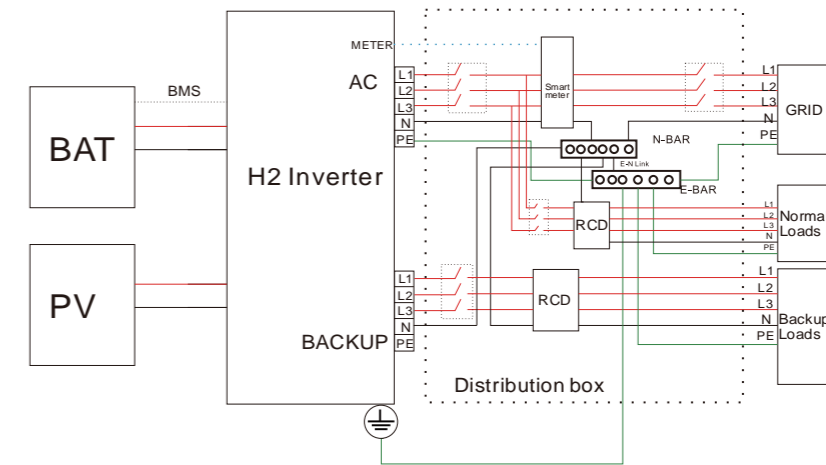 METER
AC
L1
L2
L3
N
PE
BMS
BAT
H2 Inverter
PV
L1
L2
L3
N
PE
BACKUP
Smart
meter
N-BAR
E-N Link
E-BAR
RCD
RCD
Distribution box
L1
L2
L3
N
PE
GRID
L1
L2
L3
N
PE
Norma
Loads
L1
L2
L3
N
PE
Backup
Loads